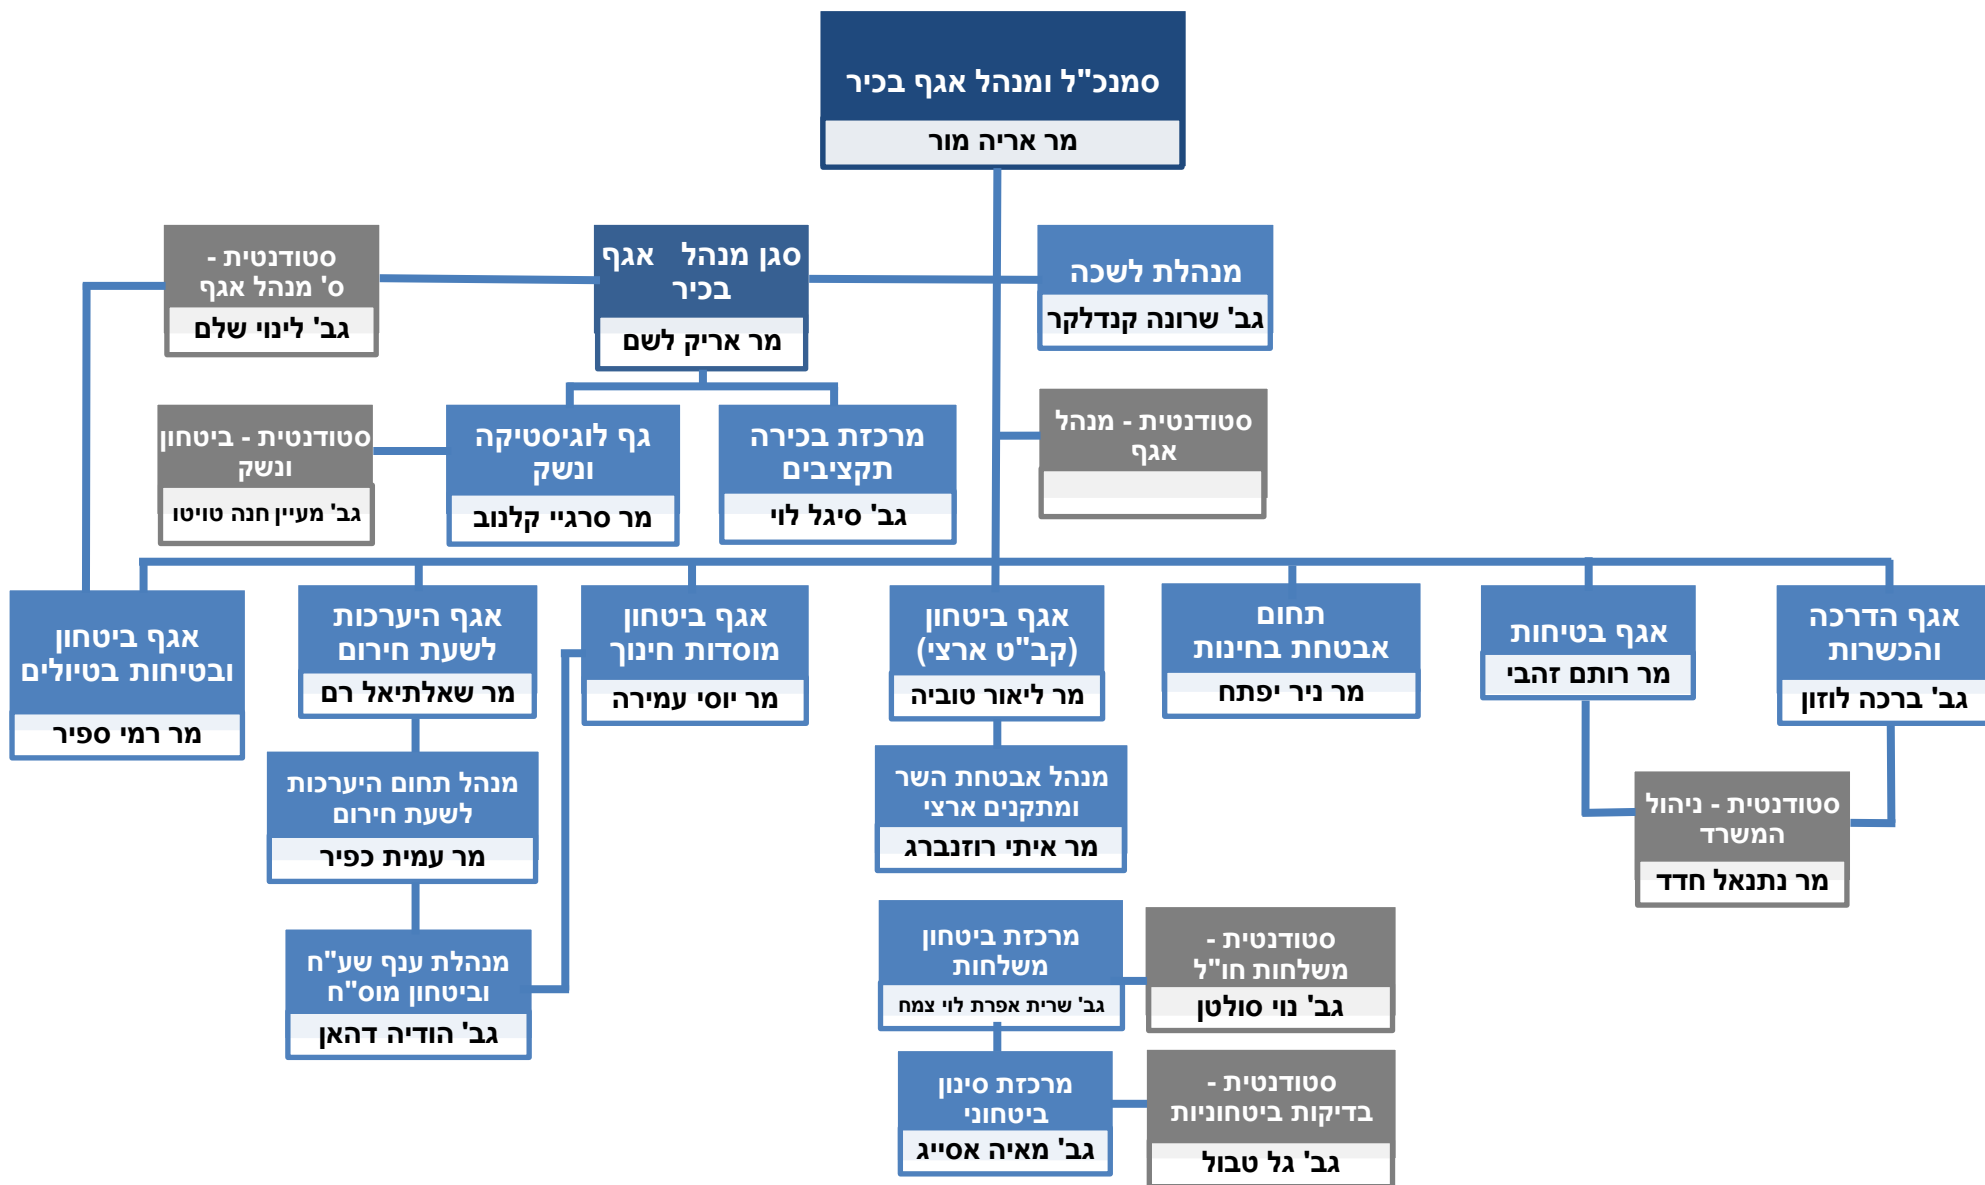 סמנכ"ל ומנהל אגף בכיר
מר אריה מור
מנהלת לשכה
גב' שרונה קנדלקר
סגן מנהל אגף
בכיר
מר אריק לשם
סטודנטית -
ס' מנהל אגף
גב' לינוי שלם
סטודנטית - מנהל
אגף
מרכזת בכירה
תקציבים
גב' סיגל לוי
גף לוגיסטיקה
ונשק
מר סרגיי קלנוב
סטודנטית - ביטחון
ונשק
גב' מעיין חנה טויטו
אגף הדרכה
והכשרות
גב' ברכה לוזון
אגף בטיחות
מר רותם זהבי
תחום
אבטחת בחינות
מר ניר יפתח
אגף ביטחון
(קב"ט ארצי)
מר ליאור טוביה
אגף ביטחון
מוסדות חינוך
מר יוסי עמירה
אגף היערכות
לשעת חירום
מר שאלתיאל רם
אגף ביטחון
ובטיחות בטיולים
מר רמי ספיר
סטודנטית - ניהול
המשרד
מר נתנאל חדד
מנהל אבטחת השר
ומתקנים ארצי
מר איתי רוזנברג
מנהל תחום היערכות
לשעת חירום
מר עמית כפיר
סטודנטית -
משלחות חו"ל
גב' נוי סולטן
מרכזת ביטחון
משלחות
גב' שרית אפרת לוי צמח
מנהלת ענף שע"ח
וביטחון מוס"ח
גב' הודיה דהאן
סטודנטית -
בדיקות ביטחוניות
גב' גל טבול
מרכזת סינון
ביטחוני
גב' מאיה אסייג